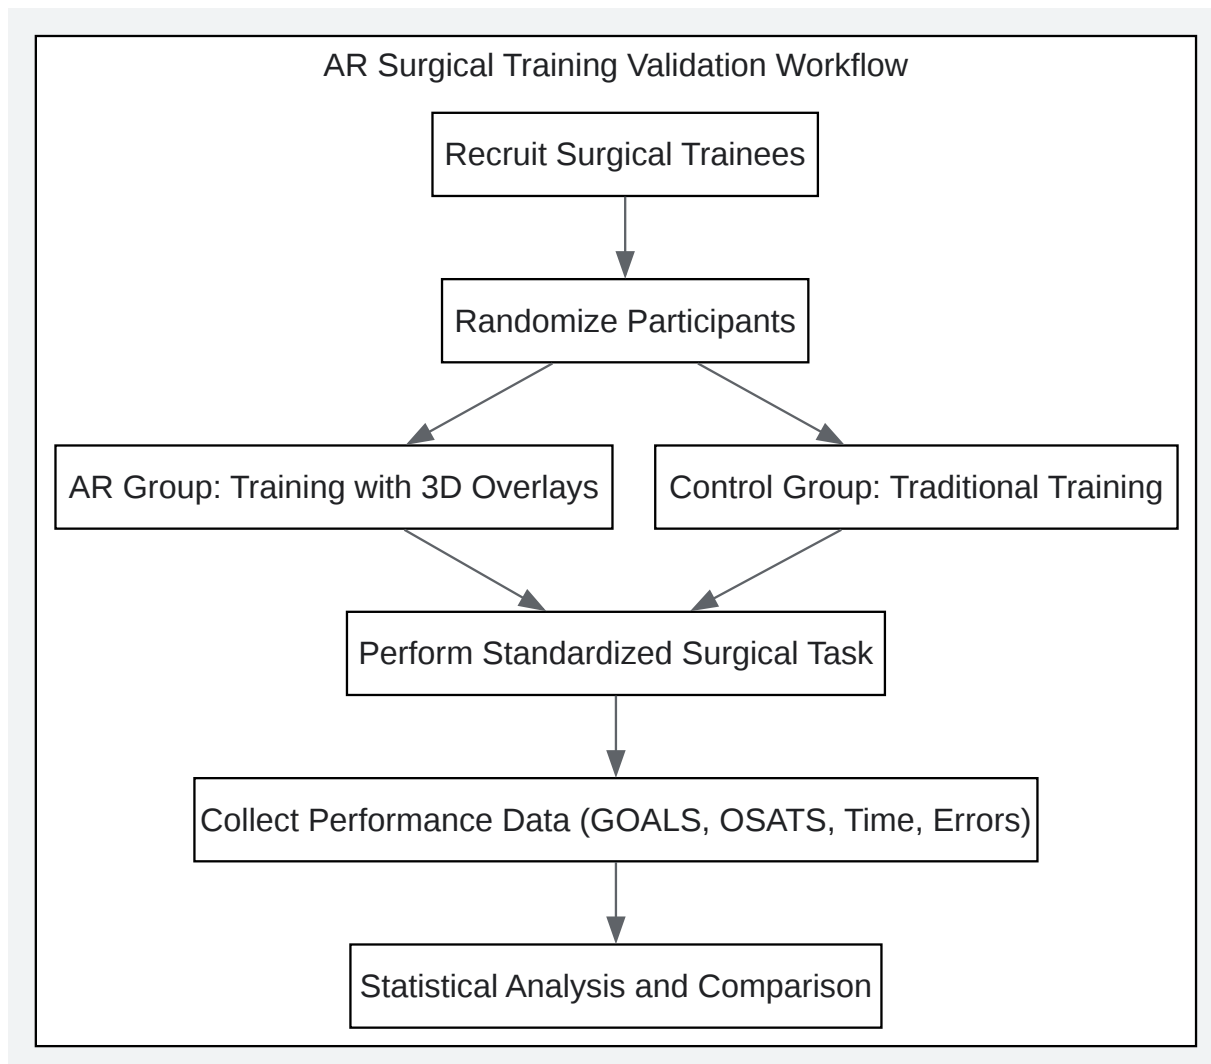 AR Surgical Training Validation Workflow
Recruit Surgical Trainees
Randomize Participants
AR Group: Training with 3D Overlays
Control Group: Traditional Training
Perform Standardized Surgical Task
Collect Performance Data (GOALS, OSATS, Time, Errors)
Statistical Analysis and Comparison